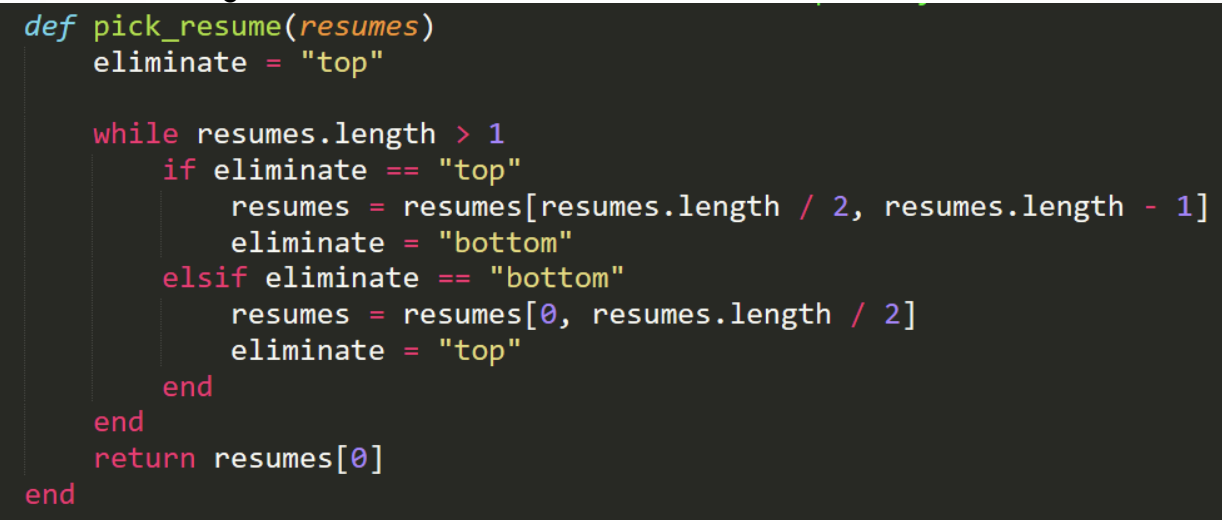 def pick_resume(resumes)
    eliminate = "top"

    while resumes.length > 1
        if eliminate == "top"
            resumes = resumes[resumes.length / 2, resumes.length - 1]
            eliminate = "bottom"
        elsif eliminate == "bottom"
            resumes = resumes[0, resumes.length / 2]
            eliminate = "top"
        end
    end
    return resumes[0]
end